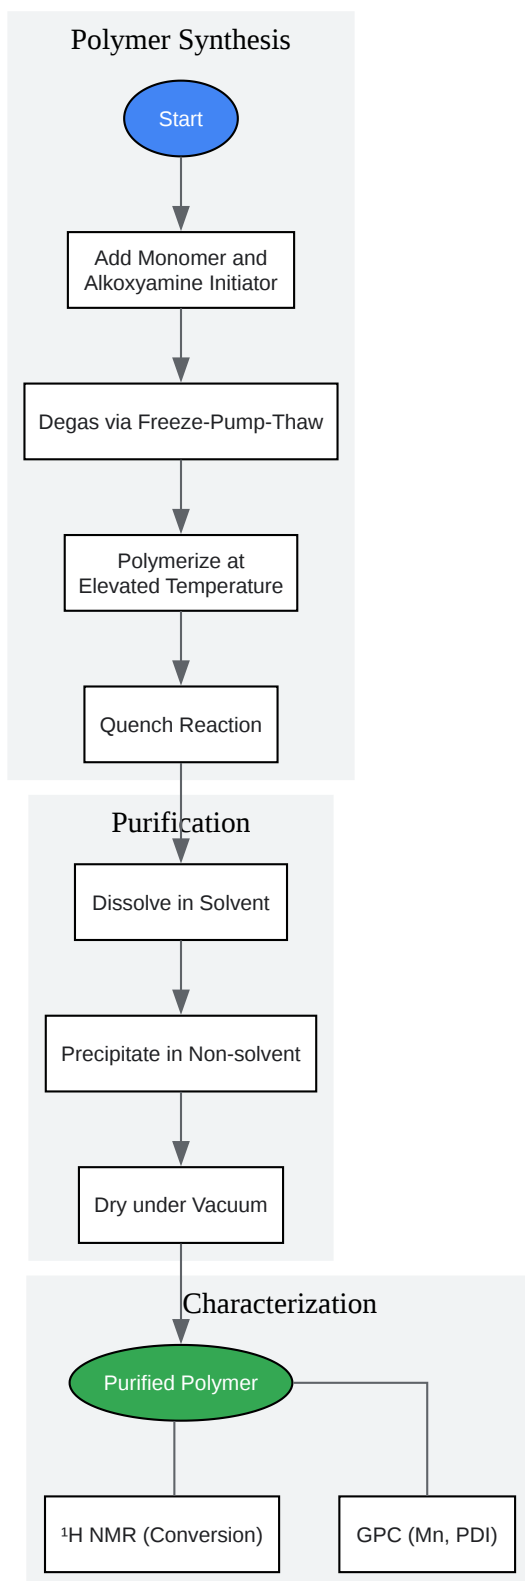 Polymer Synthesis
Start
Add Monomer and
Alkoxyamine Initiator
Degas via Freeze-Pump-Thaw
Polymerize at
Elevated Temperature
Quench Reaction
Purification
Dissolve in Solvent
Precipitate in Non-solvent
Dry under Vacuum
Characterization
Purified Polymer
¹H NMR (Conversion)
GPC (Mn, PDI)